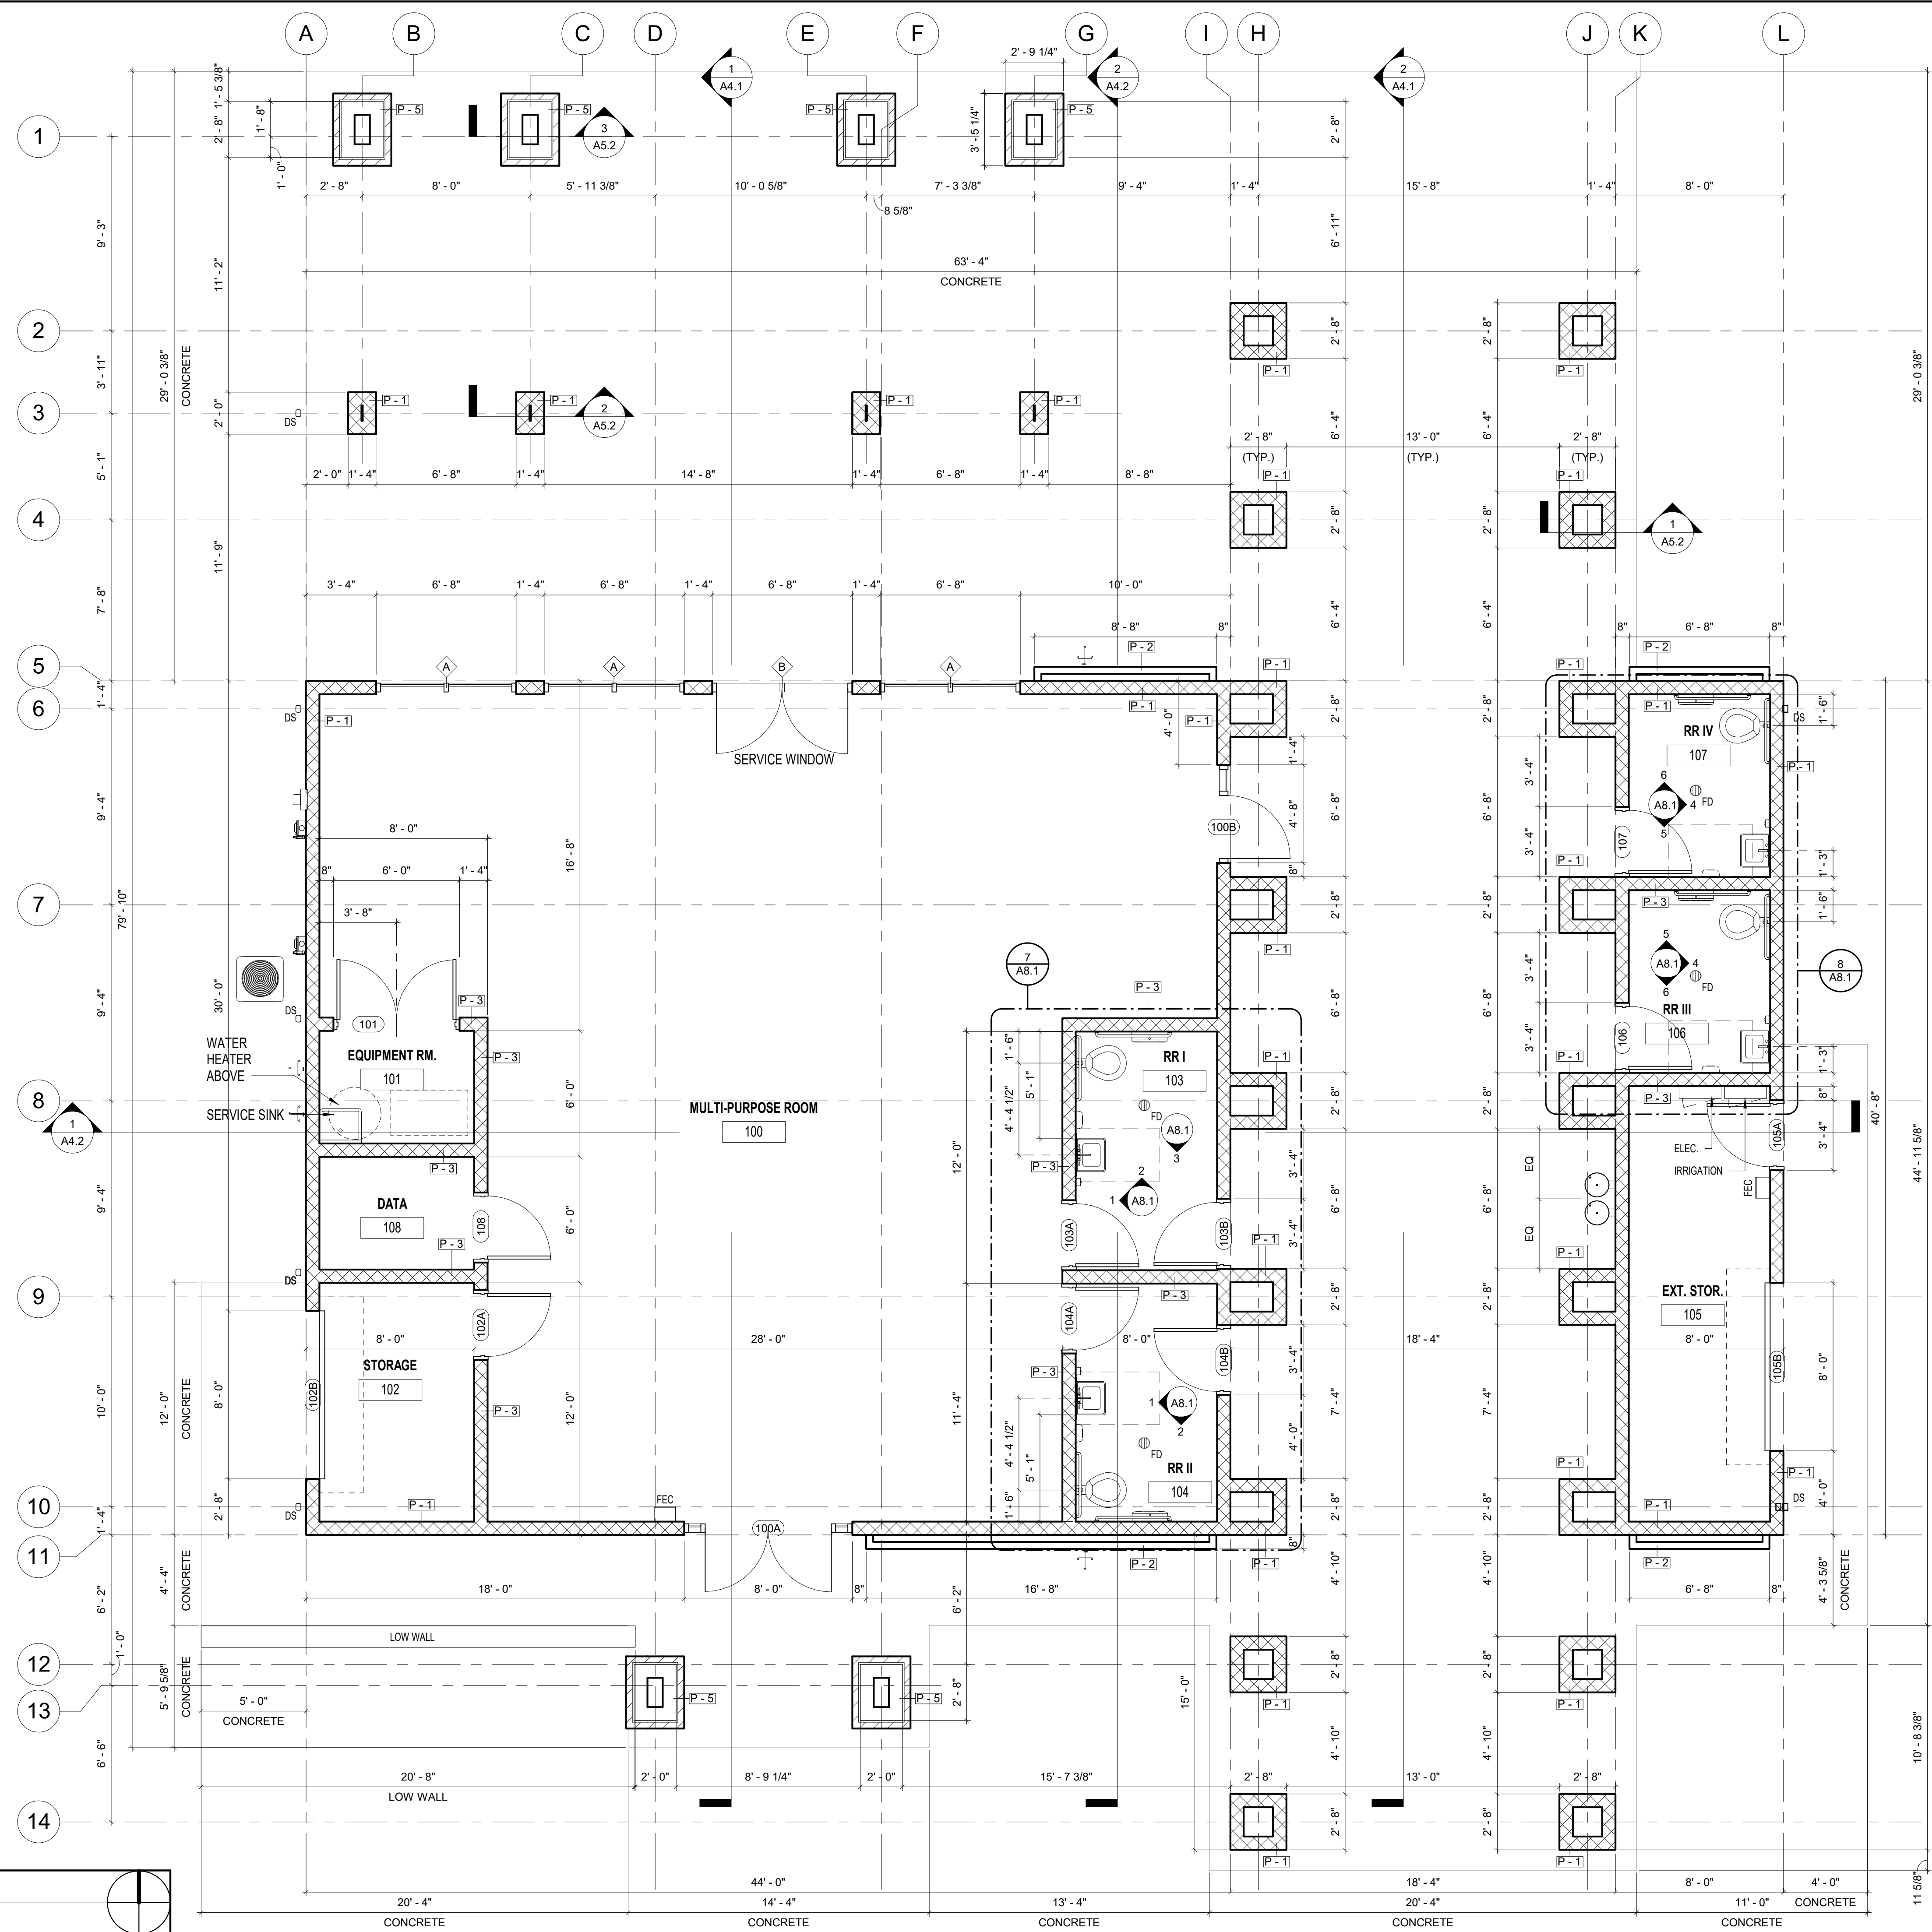 A B C D E F G I H J K L
1
2
3
4
5
6
7
8
9
10
11
12
13
14
1
A4.1
2
A4.2
2
A4.1
2' - 9 1/4"
1' - 5 3/8"
2' - 8"
1' - 8"
1' - 0"
P - 5
P - 5
3
A5.2
P - 5
P - 5
3' - 5 1/4"
2' - 8"
2' - 8"
8' - 0"
5' - 11 3/8"
10' - 0 5/8"
7' - 3 3/8"
9' - 4"
1' - 4"
15' - 8"
1' - 4"
8' - 0"
8 5/8"
9' - 3"
11' - 2"
6' - 11"
63' - 4"
CONCRETE
29' - 0 3/8"
CONCRETE
3' - 11"
2' - 0"
2' - 8"
2' - 8"
29' - 0 3/8"
P - 1
P - 1
DS
P - 1
P - 1
2
A5.2
P - 1
P - 1
6' - 4"
6' - 4"
2' - 8"
(TYP.)
13' - 0"
(TYP.)
2' - 8"
(TYP.)
5' - 1"
2' - 0"
1' - 4"
6' - 8"
1' - 4"
14' - 8"
1' - 4"
6' - 8"
1' - 4"
8' - 8"
P - 1
P - 1
2' - 8"
2' - 8"
1
A5.2
11' - 9"
7' - 8"
3' - 4"
6' - 8"
1' - 4"
6' - 8"
1' - 4"
6' - 8"
1' - 4"
6' - 8"
10' - 0"
6' - 4"
6' - 4"
8' - 8"
8"
8"
6' - 8"
8"
A
A
B
A
P - 2
P - 1
P - 1
P - 2
1' - 4"
DS
P - 1
P - 1
P - 1
4' - 0"
2' - 8"
2' - 8"
P - 1
DS
1' - 6"
SERVICE WINDOW
1' - 4"
RR IV
107
P - 1
9' - 4"
100B
4' - 8"
6' - 8"
6' - 8"
3' - 4"
6
A8.1
4
5
FD
8' - 0"
16' - 8"
3' - 4"
107
1' - 3"
8"
6' - 0"
1' - 4"
8"
P - 1
79' - 10"
3' - 8"
2' - 8"
2' - 8"
P - 3
1' - 6"
P - 1
7
A8.1
3' - 4"
5
A8.1
4
6
FD
8
A8.1
9' - 4"
30' - 0"
DS
P - 3
101
P - 3
6' - 8"
6' - 8"
RR III
106
3' - 4"
106
1' - 3"
WATER
HEATER
ABOVE
EQUIPMENT RM.
101
P - 3
1' - 6"
5' - 1"
RR I
103
P - 1
P - 1
SERVICE SINK
6' - 0"
MULTI-PURPOSE ROOM
100
4' - 4 1/2"
FD
A8.1
3
2' - 8"
2' - 8"
P - 3
8"
1
A4.2
40' - 8"
105A
3' - 4"
ELEC.
IRRIGATION
FEC
44' - 11 5/8"
P - 3
12' - 0"
P - 3
2
1
A8.1
3' - 4"
6' - 8"
6' - 8"
EQ
EQ
9' - 4"
DATA
108
108
6' - 0"
P - 3
103A
103B
3' - 4"
P - 1
P - 1
DS
P - 3
2' - 8"
2' - 8"
EXT. STOR.
105
102A
104A
104B
8' - 0"
28' - 0"
8' - 0"
18' - 4"
8' - 0"
STORAGE
102
102B
P - 3
3' - 4"
105B
8' - 0"
10' - 0"
12' - 0"
CONCRETE
8' - 0"
P - 3
12' - 0"
11' - 4"
4' - 4 1/2"
5' - 1"
1
A8.1
2
FD
4' - 0"
7' - 4"
7' - 4"
RR II
104
P - 1
P - 1
2' - 8"
P - 1
FEC
1' - 6"
2' - 8"
2' - 8"
P - 1
DS
4' - 0"
DS
1' - 4"
100A
8"
P - 2
P - 1
P - 2
18' - 0"
8' - 0"
8"
16' - 8"
6' - 8"
8"
4' - 4"
CONCRETE
6' - 2"
6' - 2"
4' - 10"
4' - 10"
4' - 3 5/8"
CONCRETE
LOW WALL
1' - 0"
5' - 9 5/8"
CONCRETE
5' - 0"
CONCRETE
P - 5
P - 5
2' - 8"
15' - 0"
2' - 8"
2' - 8"
P - 1
P - 1
6' - 6"
4' - 10"
4' - 10"
10' - 8 3/8"
20' - 8"
LOW WALL
2' - 0"
8' - 9 1/4"
2' - 0"
15' - 7 3/8"
2' - 8"
13' - 0"
2' - 8"
2' - 8"
2' - 8"
P - 1
P - 1
44' - 0"
18' - 4"
8' - 0"
4' - 0"
CONCRETE
11 5/8"
20' - 4"
CONCRETE
14' - 4"
CONCRETE
13' - 4"
CONCRETE
20' - 4"
CONCRETE
11' - 0"
CONCRETE